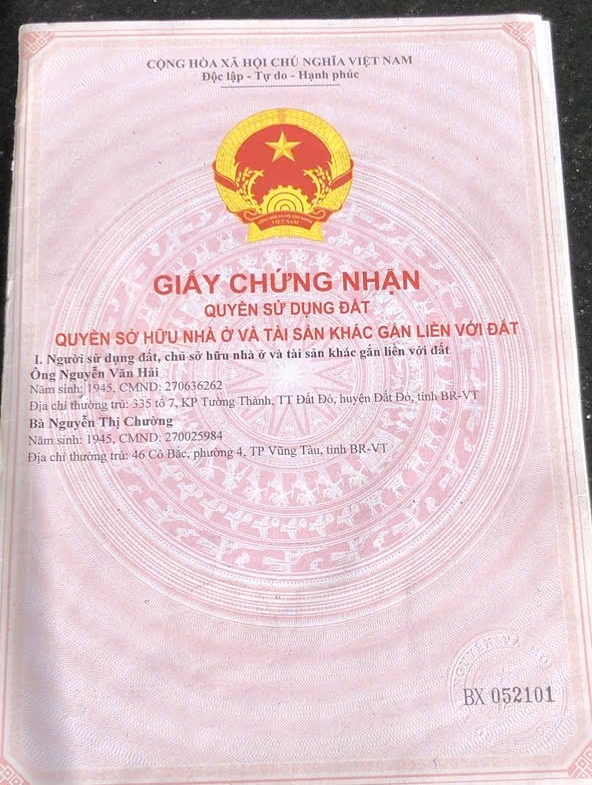 CỘNG HÒA XÃ HỘI CHỦ NGHĨA VIỆT NAM
Độc lập - Tự do - Hạnh phúc
VIỆT NAM
GIẤY CHỨNG NHẬN
QUYỀN SỬ DỤNG ĐẤT
QUYỀN SỞ HỮU NHÀ Ở VÀ TÀI SẢN KHÁC GẮN LIỀN VỚI ĐẤT
I. Người sử dụng đất, chủ sở hữu nhà ở và tài sản khác gắn liền với đất
Ông Nguyễn Văn Hải
Năm sinh: 1945, CMND: 270636262
Địa chỉ thường trú: 335 tổ 7, KP Tường Thành, TT Đất Đỏ, huyện Đất Đỏ, tỉnh BR-VT
Bà Nguyễn Thị Chường
Năm sinh: 1945, CMND: 270025984
Địa chỉ thường trú: 46 Cô Bắc, phường 4, TP Vũng Tàu, tỉnh BR-VT
BX 052101